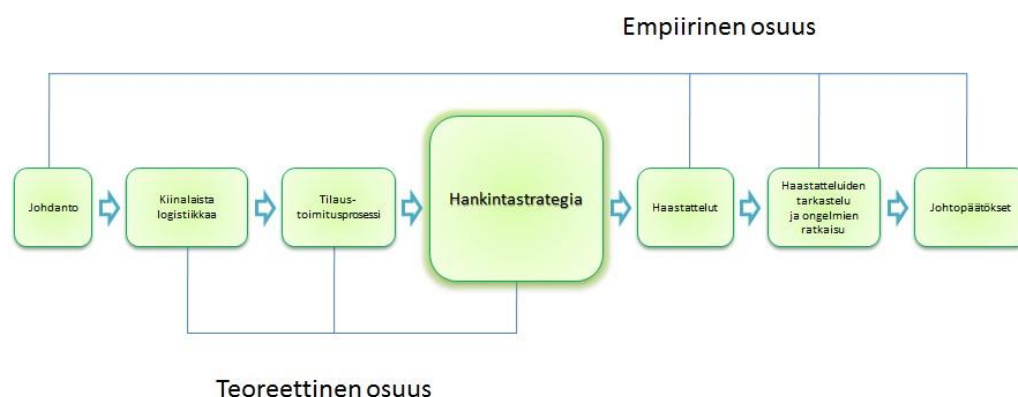 Empiirinen osuus
Johdanto
Kiinalaista
logistiikkaa
Tilaus-
toimitusprosessi
Hankintastrategia
Haastattelut
Haastatteluiden
tarkastelu
ja ongelmien
ratkaisu
Johtopäätökset
Teoreettinen osuus